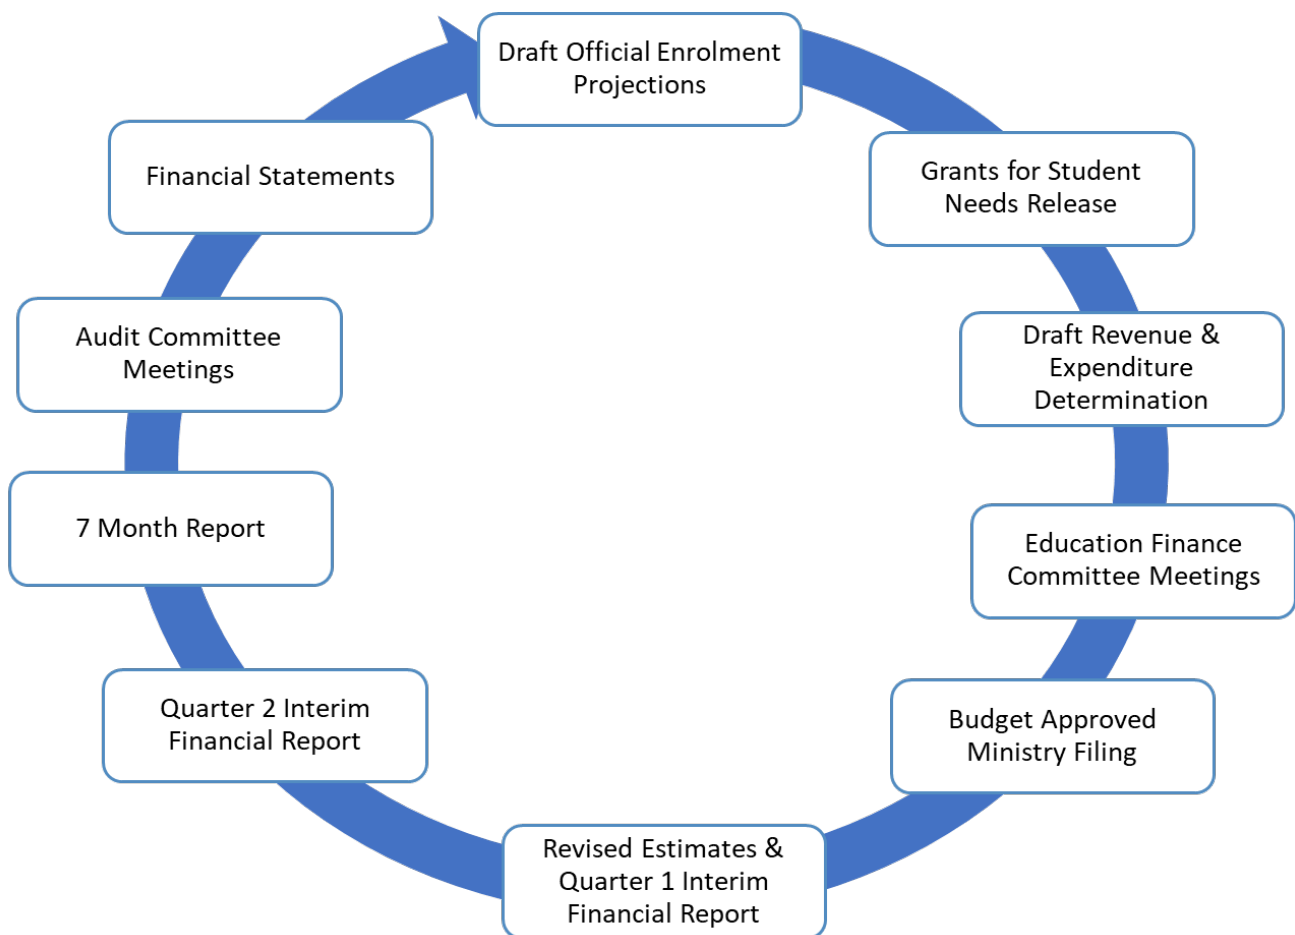 Draft Official Enrolment
Projections
Grants for Student
Needs Release
Draft Revenue &
Expenditure
Determination
Education Finance
Committee Meetings
Budget Approved
Ministry Filing
Revised Estimates &
Quarter 1 Interim
Financial Report
Quarter 2 Interim
Financial Report
7 Month Report
Audit Committee
Meetings
Financial Statements